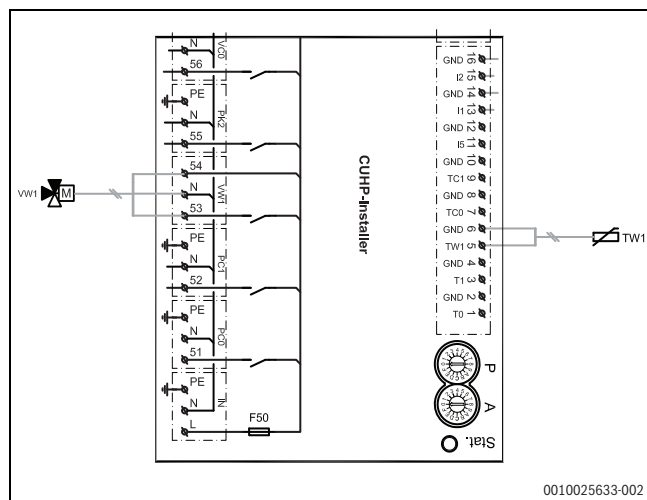 N
VC0
56
PE
N
PK2
55
54
N
VW1
53
PE
N
PC1
52
PE
N
PC0
51
PE
N
IN
L
F50
VW1
M
CUHP-Installer
GND 16
I2 15
GND 14
I1 13
GND 12
I5 11
GND 10
TC1 9
GND 8
TC0 7
GND 6
TW1 5
GND 4
T1 3
GND 2
T0 1
TW1
P
A
Stat.
0010025633-002